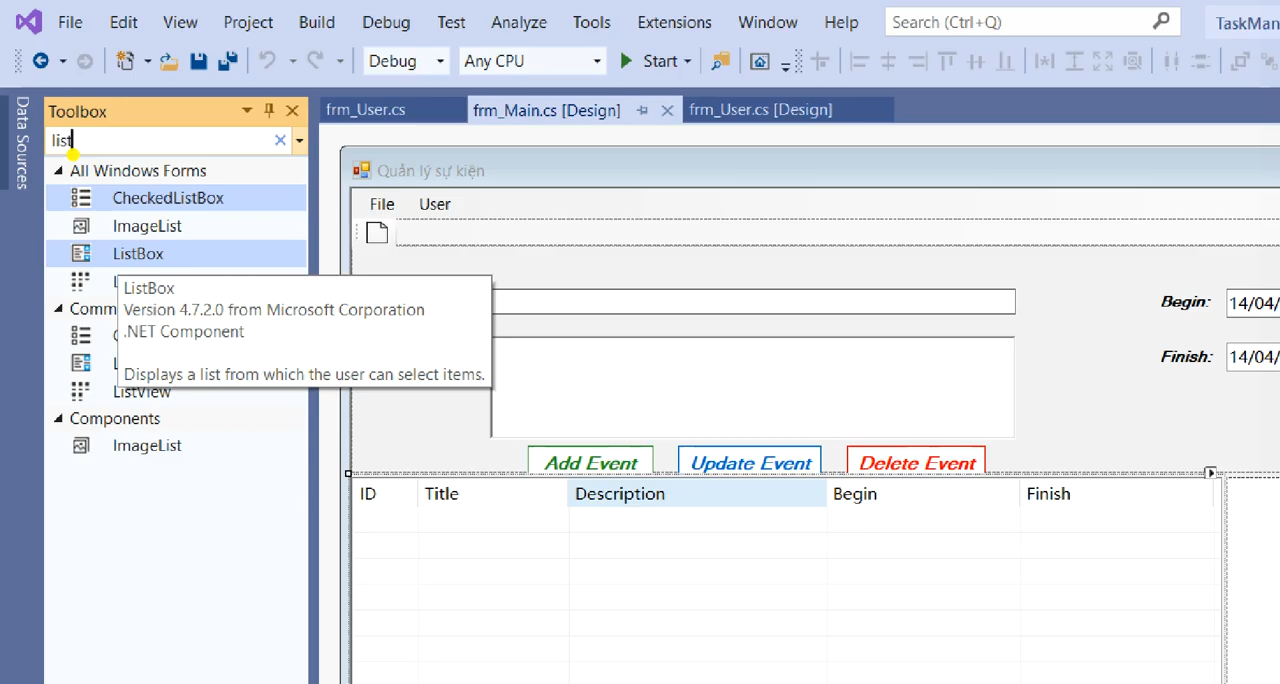 File Edit View Project Build Debug Test Analyze Tools Extensions Window Help Search (Ctrl+Q) TaskMan
Debug Any CPU Start
Data Sources
Toolbox
frm_User.cs frm_Main.cs [Design] frm_User.cs [Design]
list
All Windows Forms
CheckedListBox
ImageList
ListBox
ListBox
Version 4.7.2.0 from Microsoft Corporation
.NET Component
Displays a list from which the user can select items.
Comm
ListView
Components
ImageList
Quản lý sự kiện
File User
Begin: 14/04/
Finish: 14/04/
Add Event Update Event Delete Event
ID Title Description Begin Finish